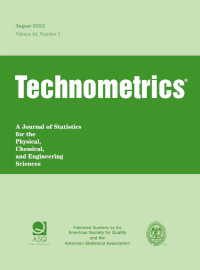 August 2022
Volume 64, Number 3
Technometrics®
A Journal of Statistics
for the
Physical,
Chemical,
and Engineering
Sciences
ASQ
Published Quarterly by the
American Society for Quality
and the
American Statistical Association